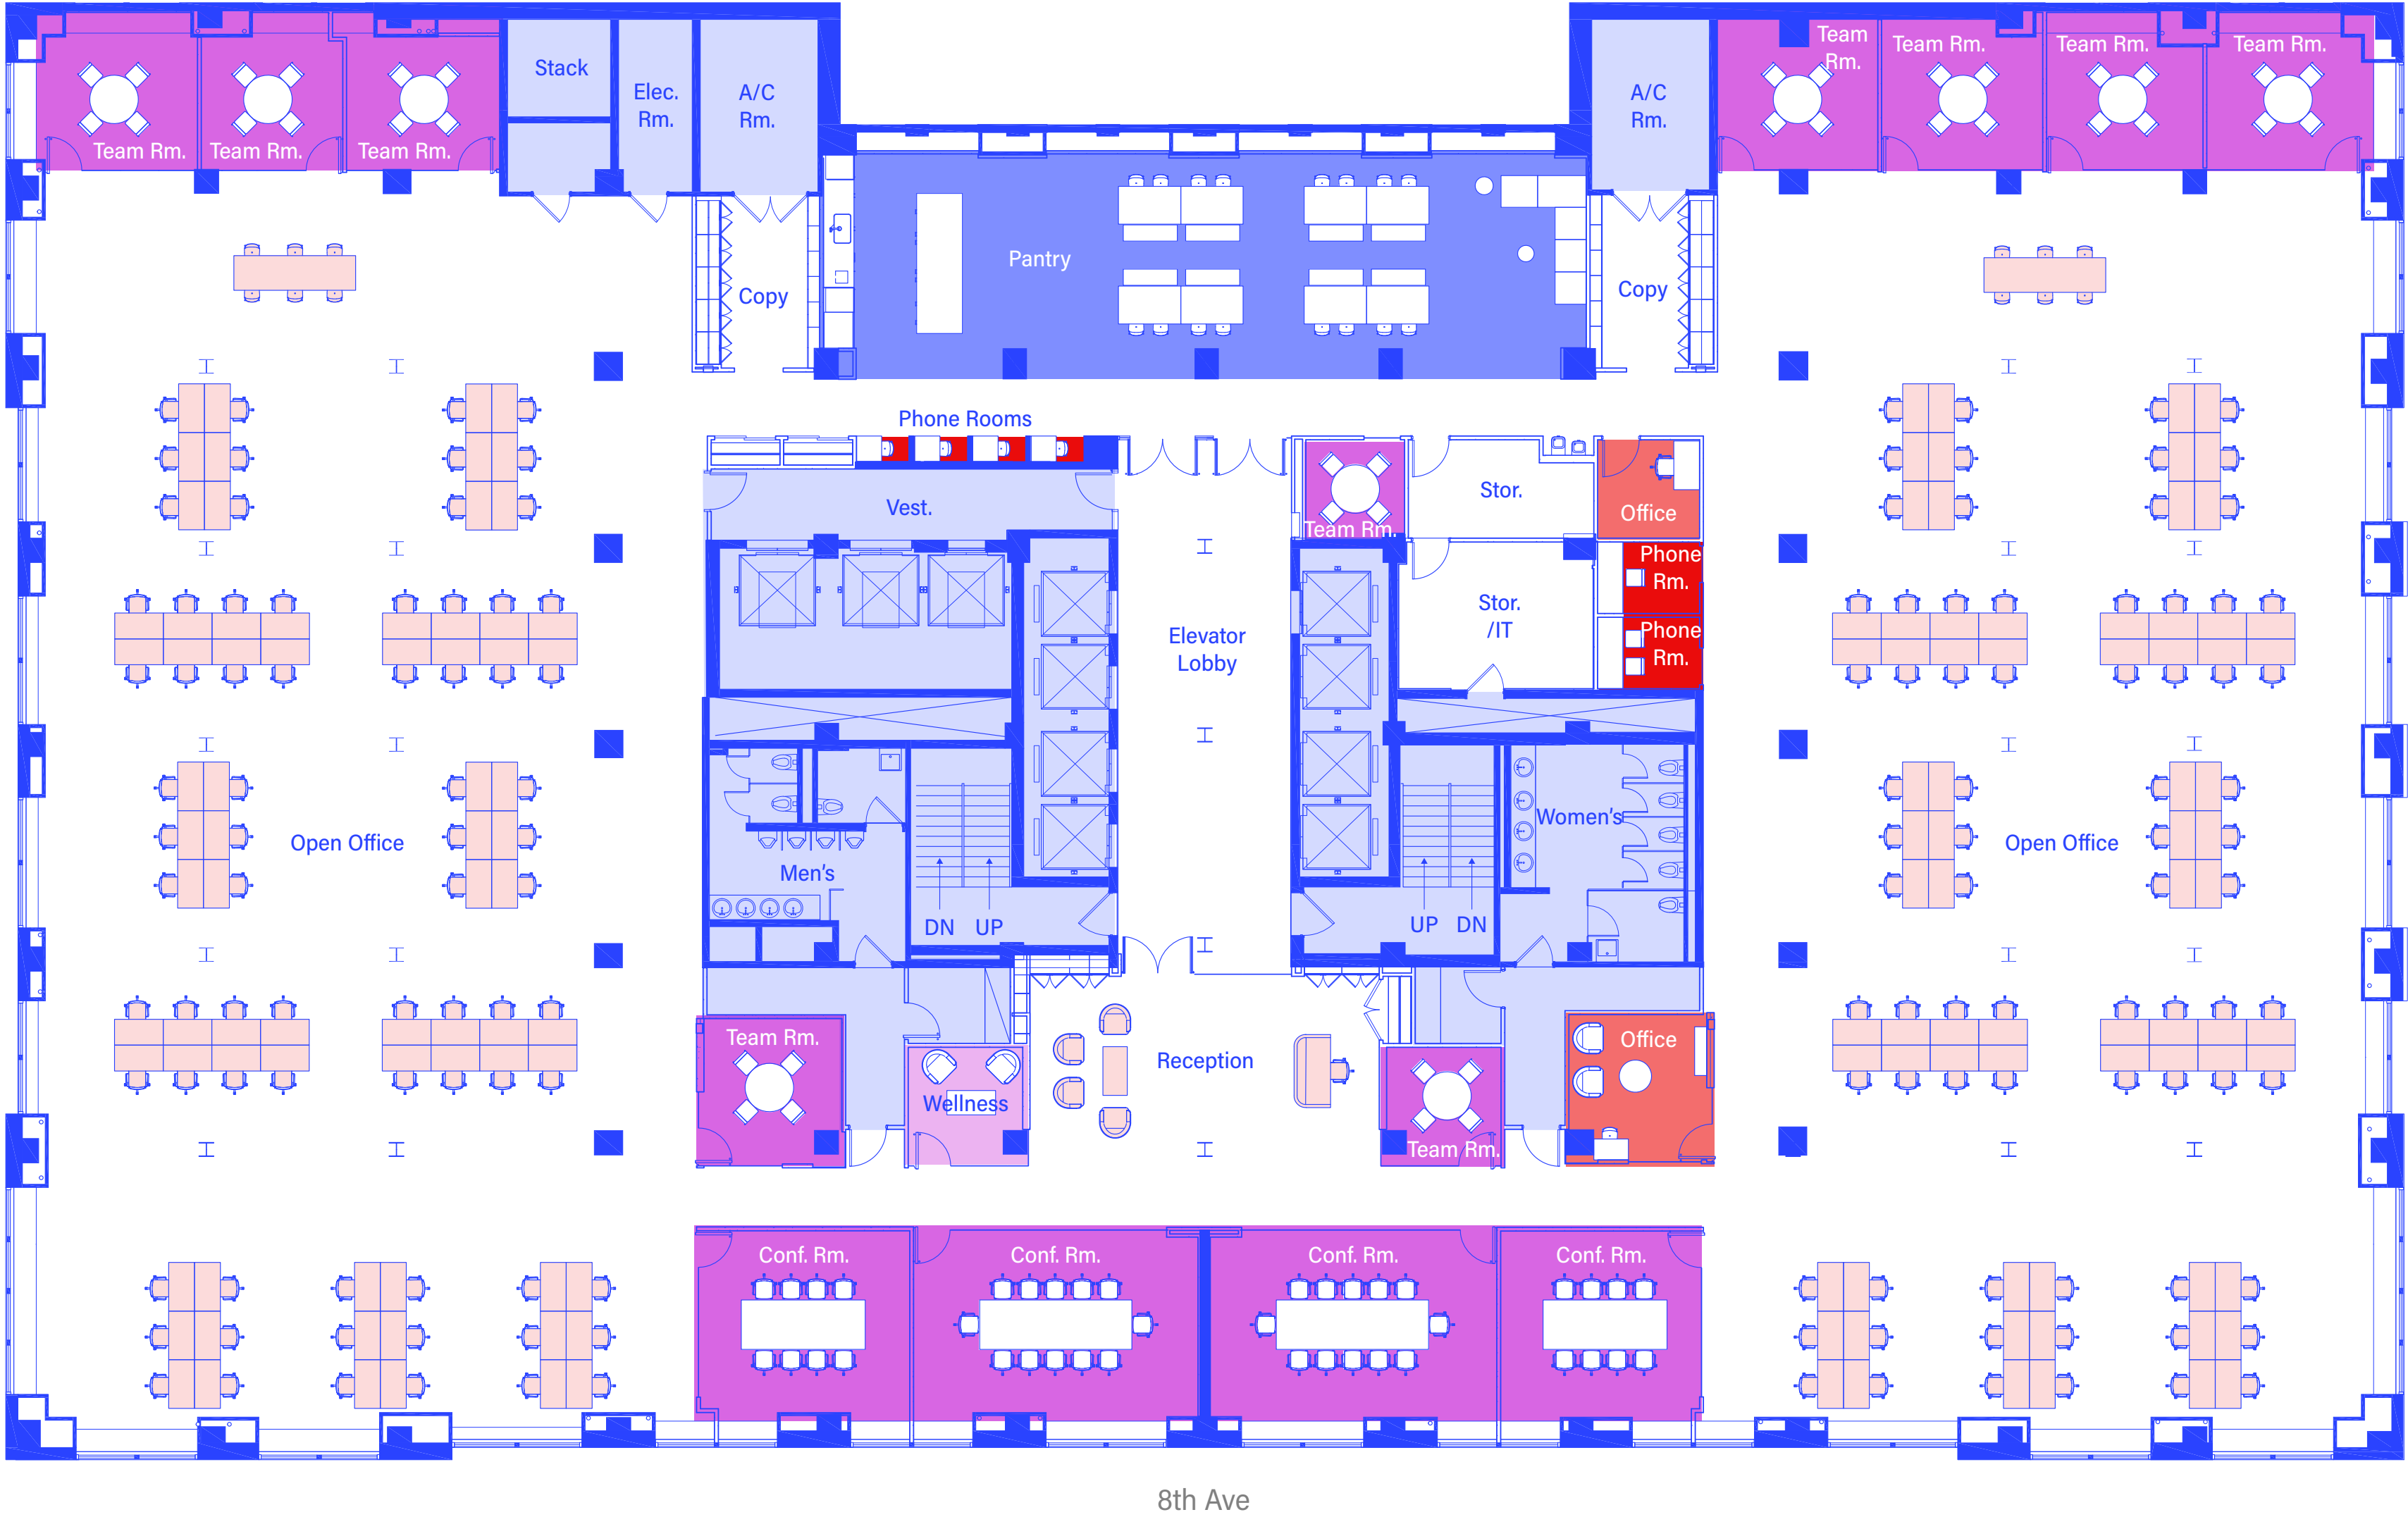 Team Rm.
Team Rm.
Team Rm.
Stack
Elec.
Rm.
A/C
Rm.
A/C
Rm.
Team
Rm.
Team Rm.
Team Rm.
Team Rm.
Copy
Pantry
Copy
Phone Rooms
Vest.
Team Rm.
Stor.
Office
Phone
Rm.
Stor.
/IT
Phone
Rm.
Elevator
Lobby
Open Office
Men's
DN
UP
UP
DN
Women's
Open Office
Team Rm.
Wellness
Reception
Team Rm.
Office
Conf. Rm.
Conf. Rm.
Conf. Rm.
Conf. Rm.
8th Ave